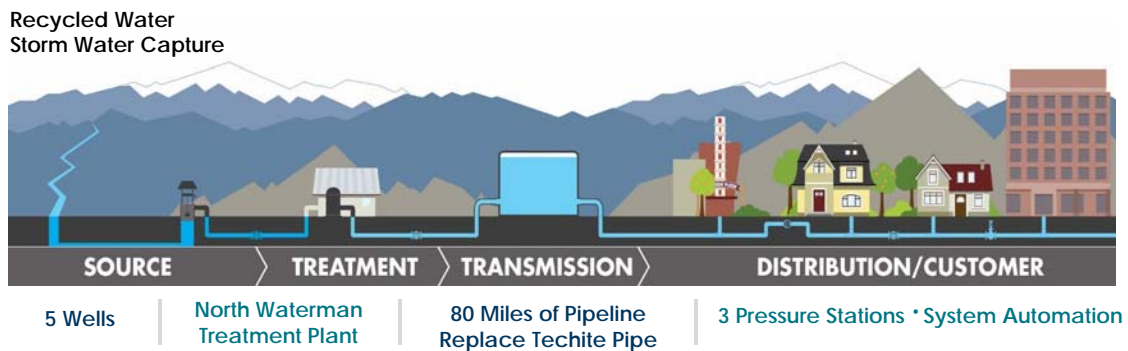 Recycled Water
Storm Water Capture
RIVERSIDE
SOURCE
TREATMENT
TRANSMISSION
DISTRIBUTION/CUSTOMER
5 Wells
North Waterman
Treatment Plant
80 Miles of Pipeline
Replace Techite Pipe
3 Pressure Stations • System Automation